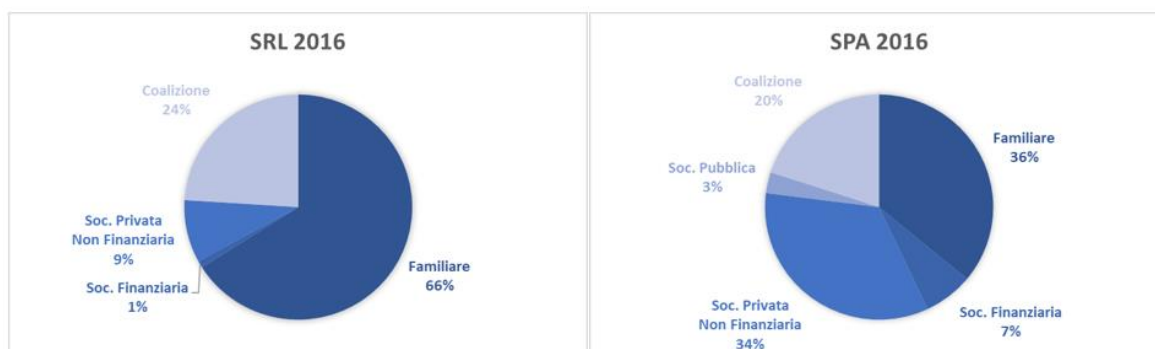 SRL 2016
Coalizione
24%
Soc. Privata
Non Finanziaria
9%
Soc. Finanziaria
1%
Familiare
66%
SPA 2016
Coalizione
20%
Soc. Pubblica
3%
Familiare
36%
Soc. Privata
Non Finanziaria
34%
Soc. Finanziaria
7%